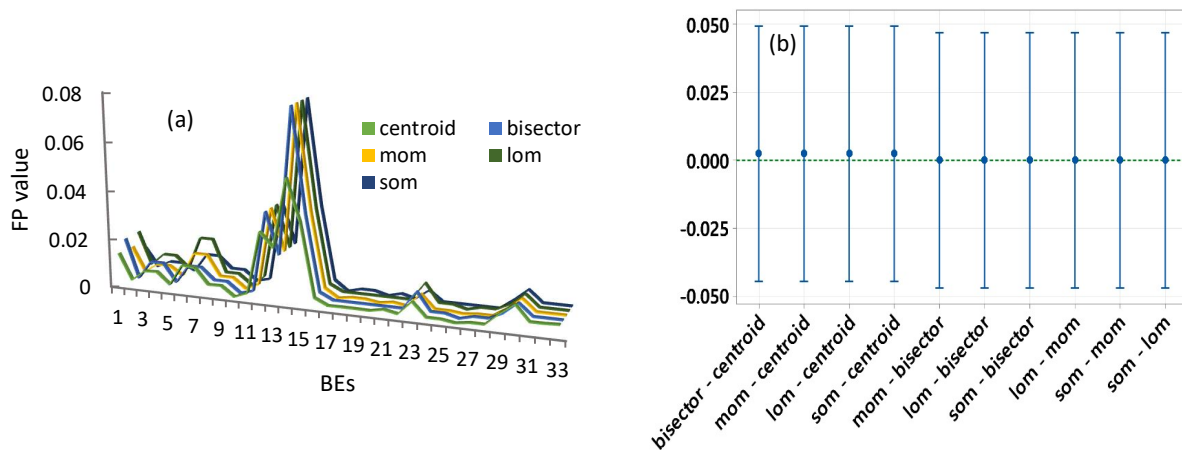 (a)
0.08
0.06
0.04
0.02
0
FP value
centroid bisector
mom lom
som
1 3 5 7 9 11 13 15 17 19 21 23 25 27 29 31 33
BEs
(b)
0.050
0.025
0.000
-0.025
-0.050
bisector - centroid
mom - centroid
lom - centroid
som - centroid
mom - bisector
lom - bisector
som - bisector
lom - mom
som - mom
som - lom